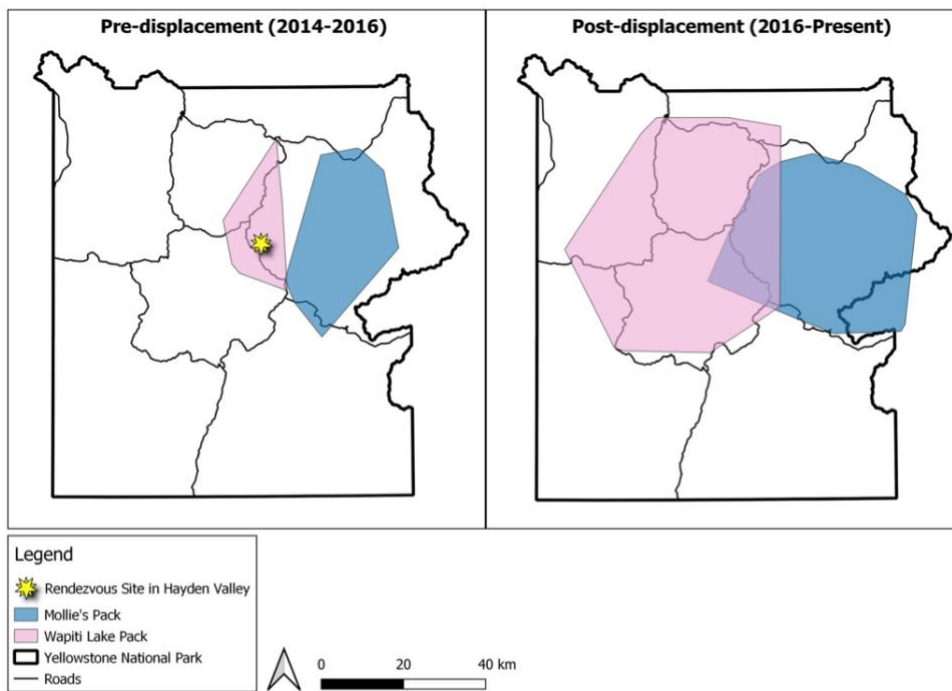 Pre-displacement (2014-2016)
Post-displacement (2016-Present)
Legend
Rendezvous Site in Hayden Valley
Mollie's Pack
Wapiti Lake Pack
Yellowstone National Park
Roads
0 20 40 km